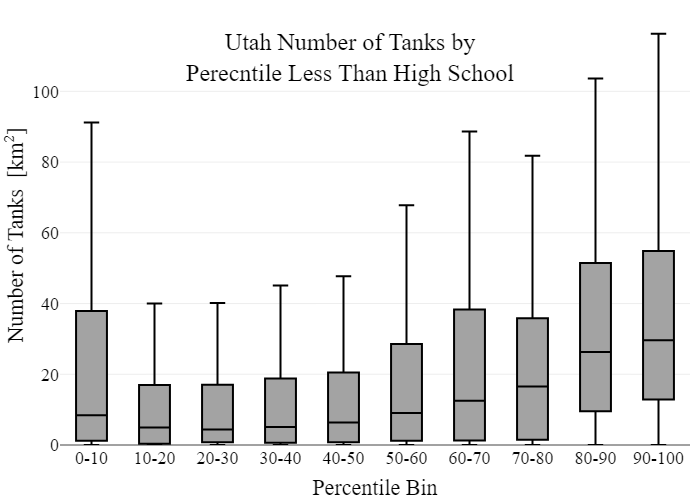 Utah Number of Tanks by
Perecntile Less Than High School
Number of Tanks [km²]
100
80
60
40
20
0
0-10 10-20 20-30 30-40 40-50 50-60 60-70 70-80 80-90 90-100
Percentile Bin